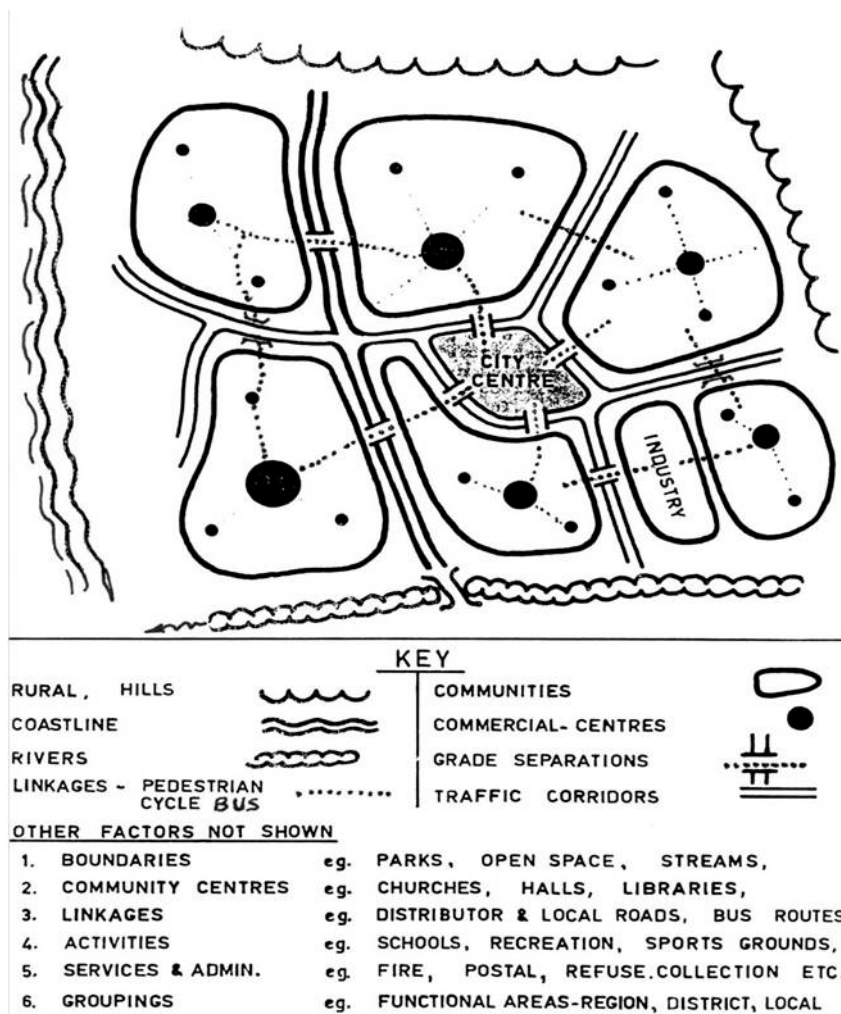 CITY
CENTRE
INDUSTRY
KEY
RURAL, HILLS
COASTLINE
RIVERS
LINKAGES - PEDESTRIAN
CYCLE BUS
COMMUNITIES
COMMERCIAL-CENTRES
GRADE SEPARATIONS
TRAFFIC CORRIDORS
OTHER FACTORS NOT SHOWN
1. BOUNDARIES eg. PARKS, OPEN SPACE, STREAMS,
2. COMMUNITY CENTRES eg. CHURCHES, HALLS, LIBRARIES,
3. LINKAGES eg. DISTRIBUTOR & LOCAL ROADS, BUS ROUTES
4. ACTIVITIES eg. SCHOOLS, RECREATION, SPORTS GROUNDS,
5. SERVICES & ADMIN. eg. FIRE, POSTAL, REFUSE.COLLECTION ETC.
6. GROUPINGS eg. FUNCTIONAL AREAS-REGION, DISTRICT, LOCAL